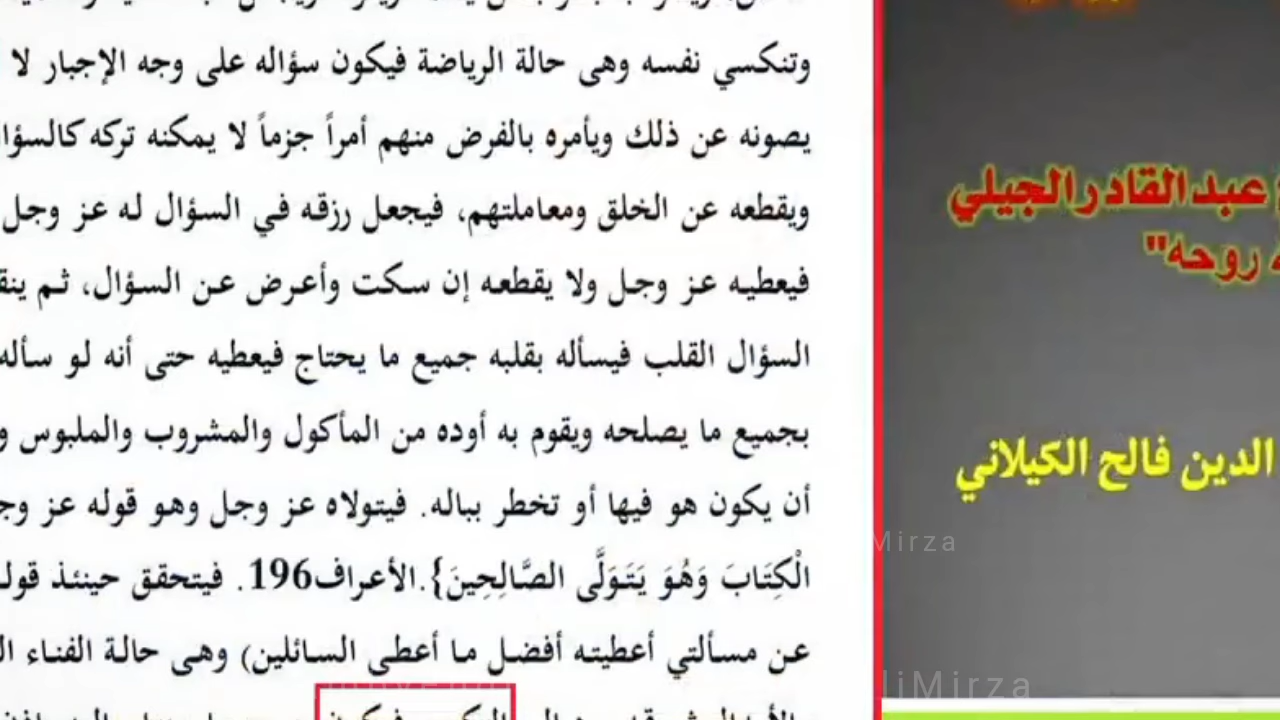 وتنكسي نفسه وهى حالة الرياضة فيكون سؤاله على وجه الإجبار لا
يصونه عن ذلك ويأمره بالفرض منهم أمراً جزماً لا يمكنه تركه كالسؤا
ويقطعه عن الخلق ومعاملتهم، فيجعل رزقه في السؤال له عز وجل
فيعطيه عز وجل ولا يقطعه إن سكت وأعرض عن السؤال، ثم ينق
السؤال القلب فيسأله بقلبه جميع ما يحتاج فيعطيه حتى أنه لو سأله
بجميع ما يصلحه ويقوم به أوده من المأكول والمشروب والملبوس و
أن يكون هو فيها أو تخطر بباله. فيتولاه عز وجل وهو قوله عز وج
الْكِتَابَ وَهُوَ يَتَوَلَّى الصَّالِحِينَ}.الأعراف196. فيتحقق حينئذ قول
عن مسألتي أعطيته أفضل ما أعطى السائلين) وهى حالة الفناء ال
عبدالقادرالجيلي
روحه"
الدين فالح الكيلاني
Mirza
liMirza